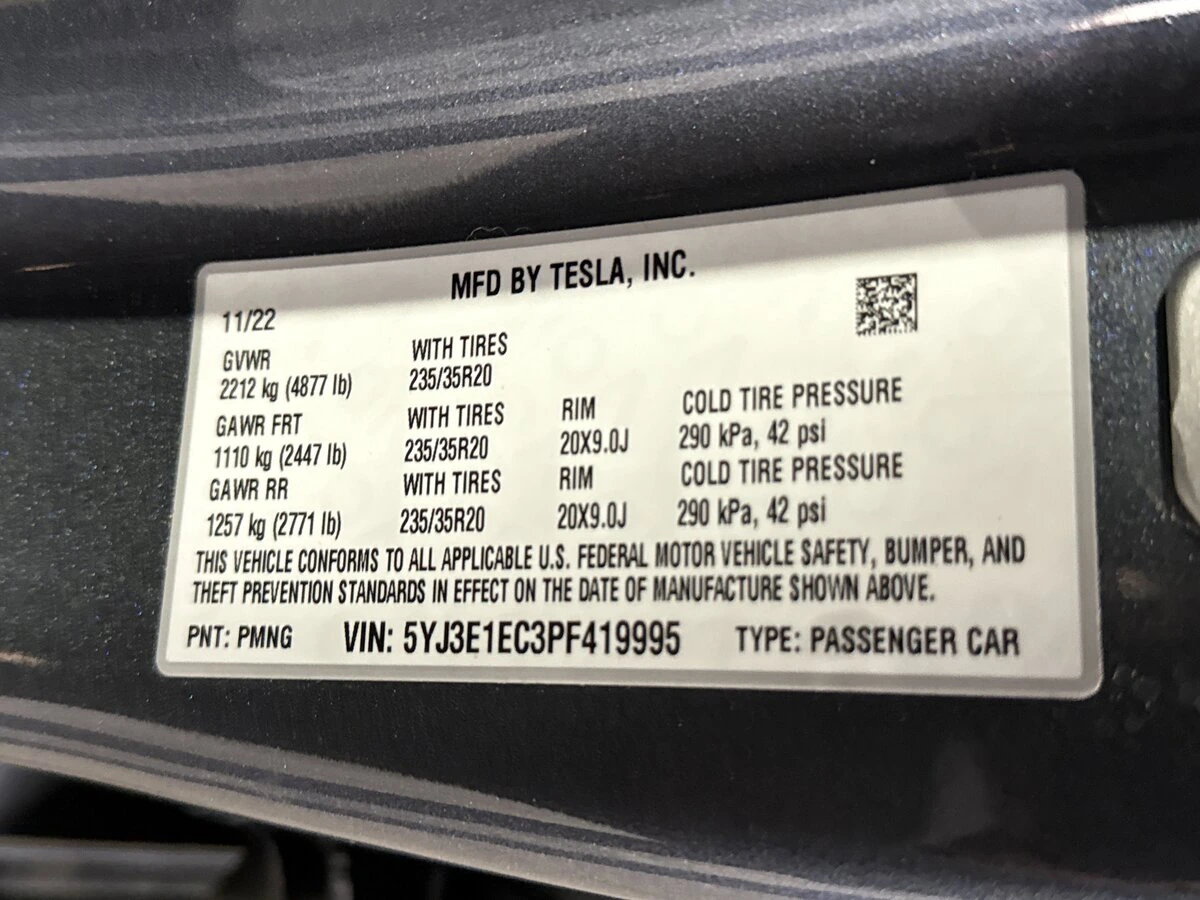 MFD BY TESLA, INC.
11/22
GVWR WITH TIRES
2212 kg (4877 lb) 235/35R20
GAWR FRT WITH TIRES RIM COLD TIRE PRESSURE
1110 kg (2447 lb) 235/35R20 20X9.0J 290 kPa, 42 psi
GAWR RR WITH TIRES RIM COLD TIRE PRESSURE
1257 kg (2771 lb) 235/35R20 20X9.0J 290 kPa, 42 psi
THIS VEHICLE CONFORMS TO ALL APPLICABLE U.S. FEDERAL MOTOR VEHICLE SAFETY, BUMPER, AND
THEFT PREVENTION STANDARDS IN EFFECT ON THE DATE OF MANUFACTURE SHOWN ABOVE.
PNT: PMNG VIN: 5YJ3E1EC3PF419995 TYPE: PASSENGER CAR